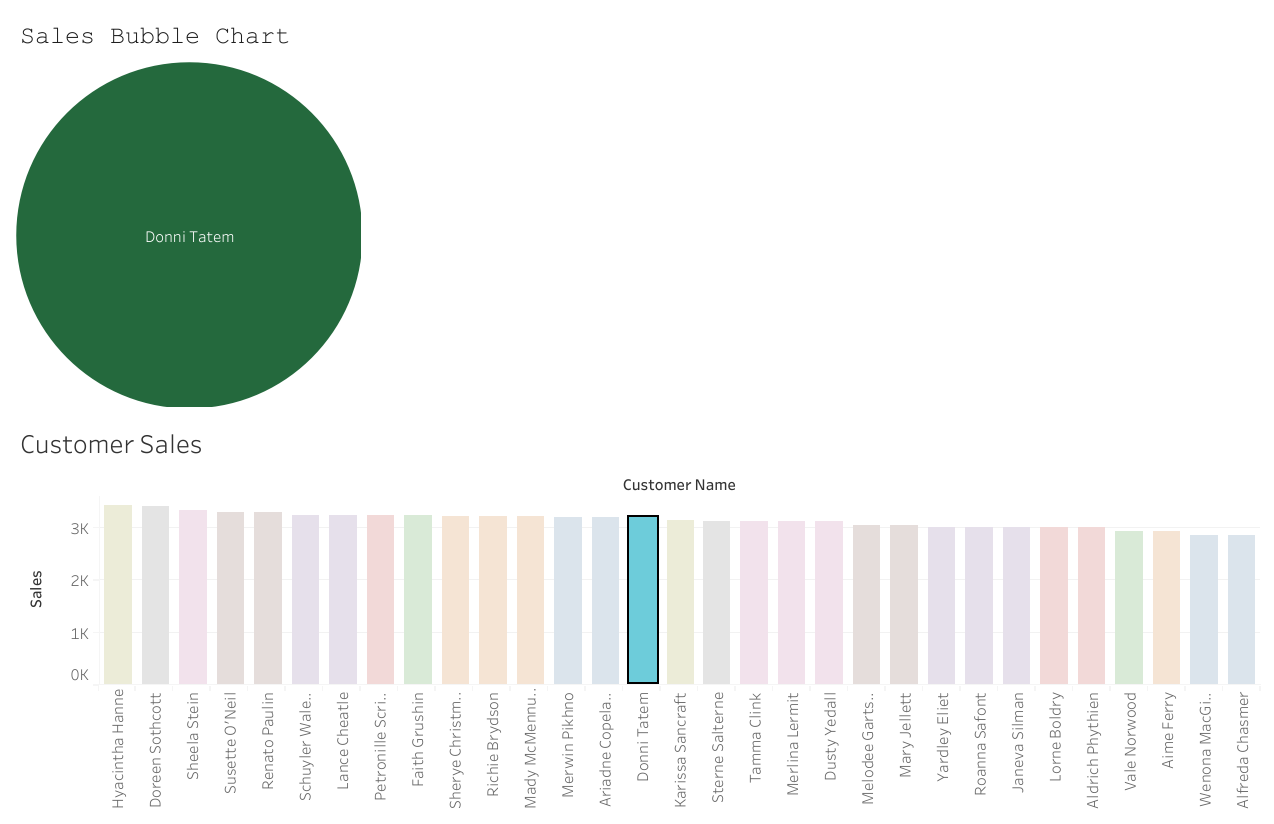 Sales Bubble Chart
Donni Tatem
Customer Sales
Customer Name
Sales
3K
2K
1K
0K
Hyacintha Hanne
Doreen Sothcott
Sheela Stein
Susette O'Neil
Renato Paulin
Schuyler Wale..
Lance Cheatle
Petronille Scri..
Faith Grushin
Sherye Christm..
Richie Brydson
Mady McMennu..
Merwin Pikhno
Ariadne Copela..
Donni Tatem
Karissa Sancraft
Sterne Salterne
Tamma Clink
Merlina Lermit
Dusty Yedall
Melodee Garts..
Mary Jellett
Yardley Eliet
Roanna Safont
Janeva Silman
Lorne Boldry
Aldrich Phythien
Vale Norwood
Aime Ferry
Wenona MacGi..
Alfreda Chasmer